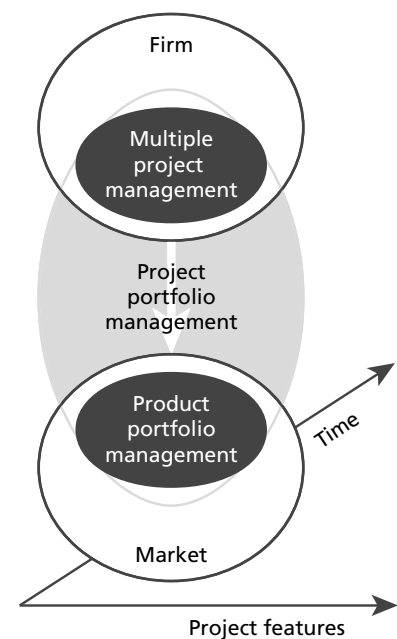 Firm
Multiple
project
management
Project
portfolio
management
Product
portfolio
management
Time
Market
Project features